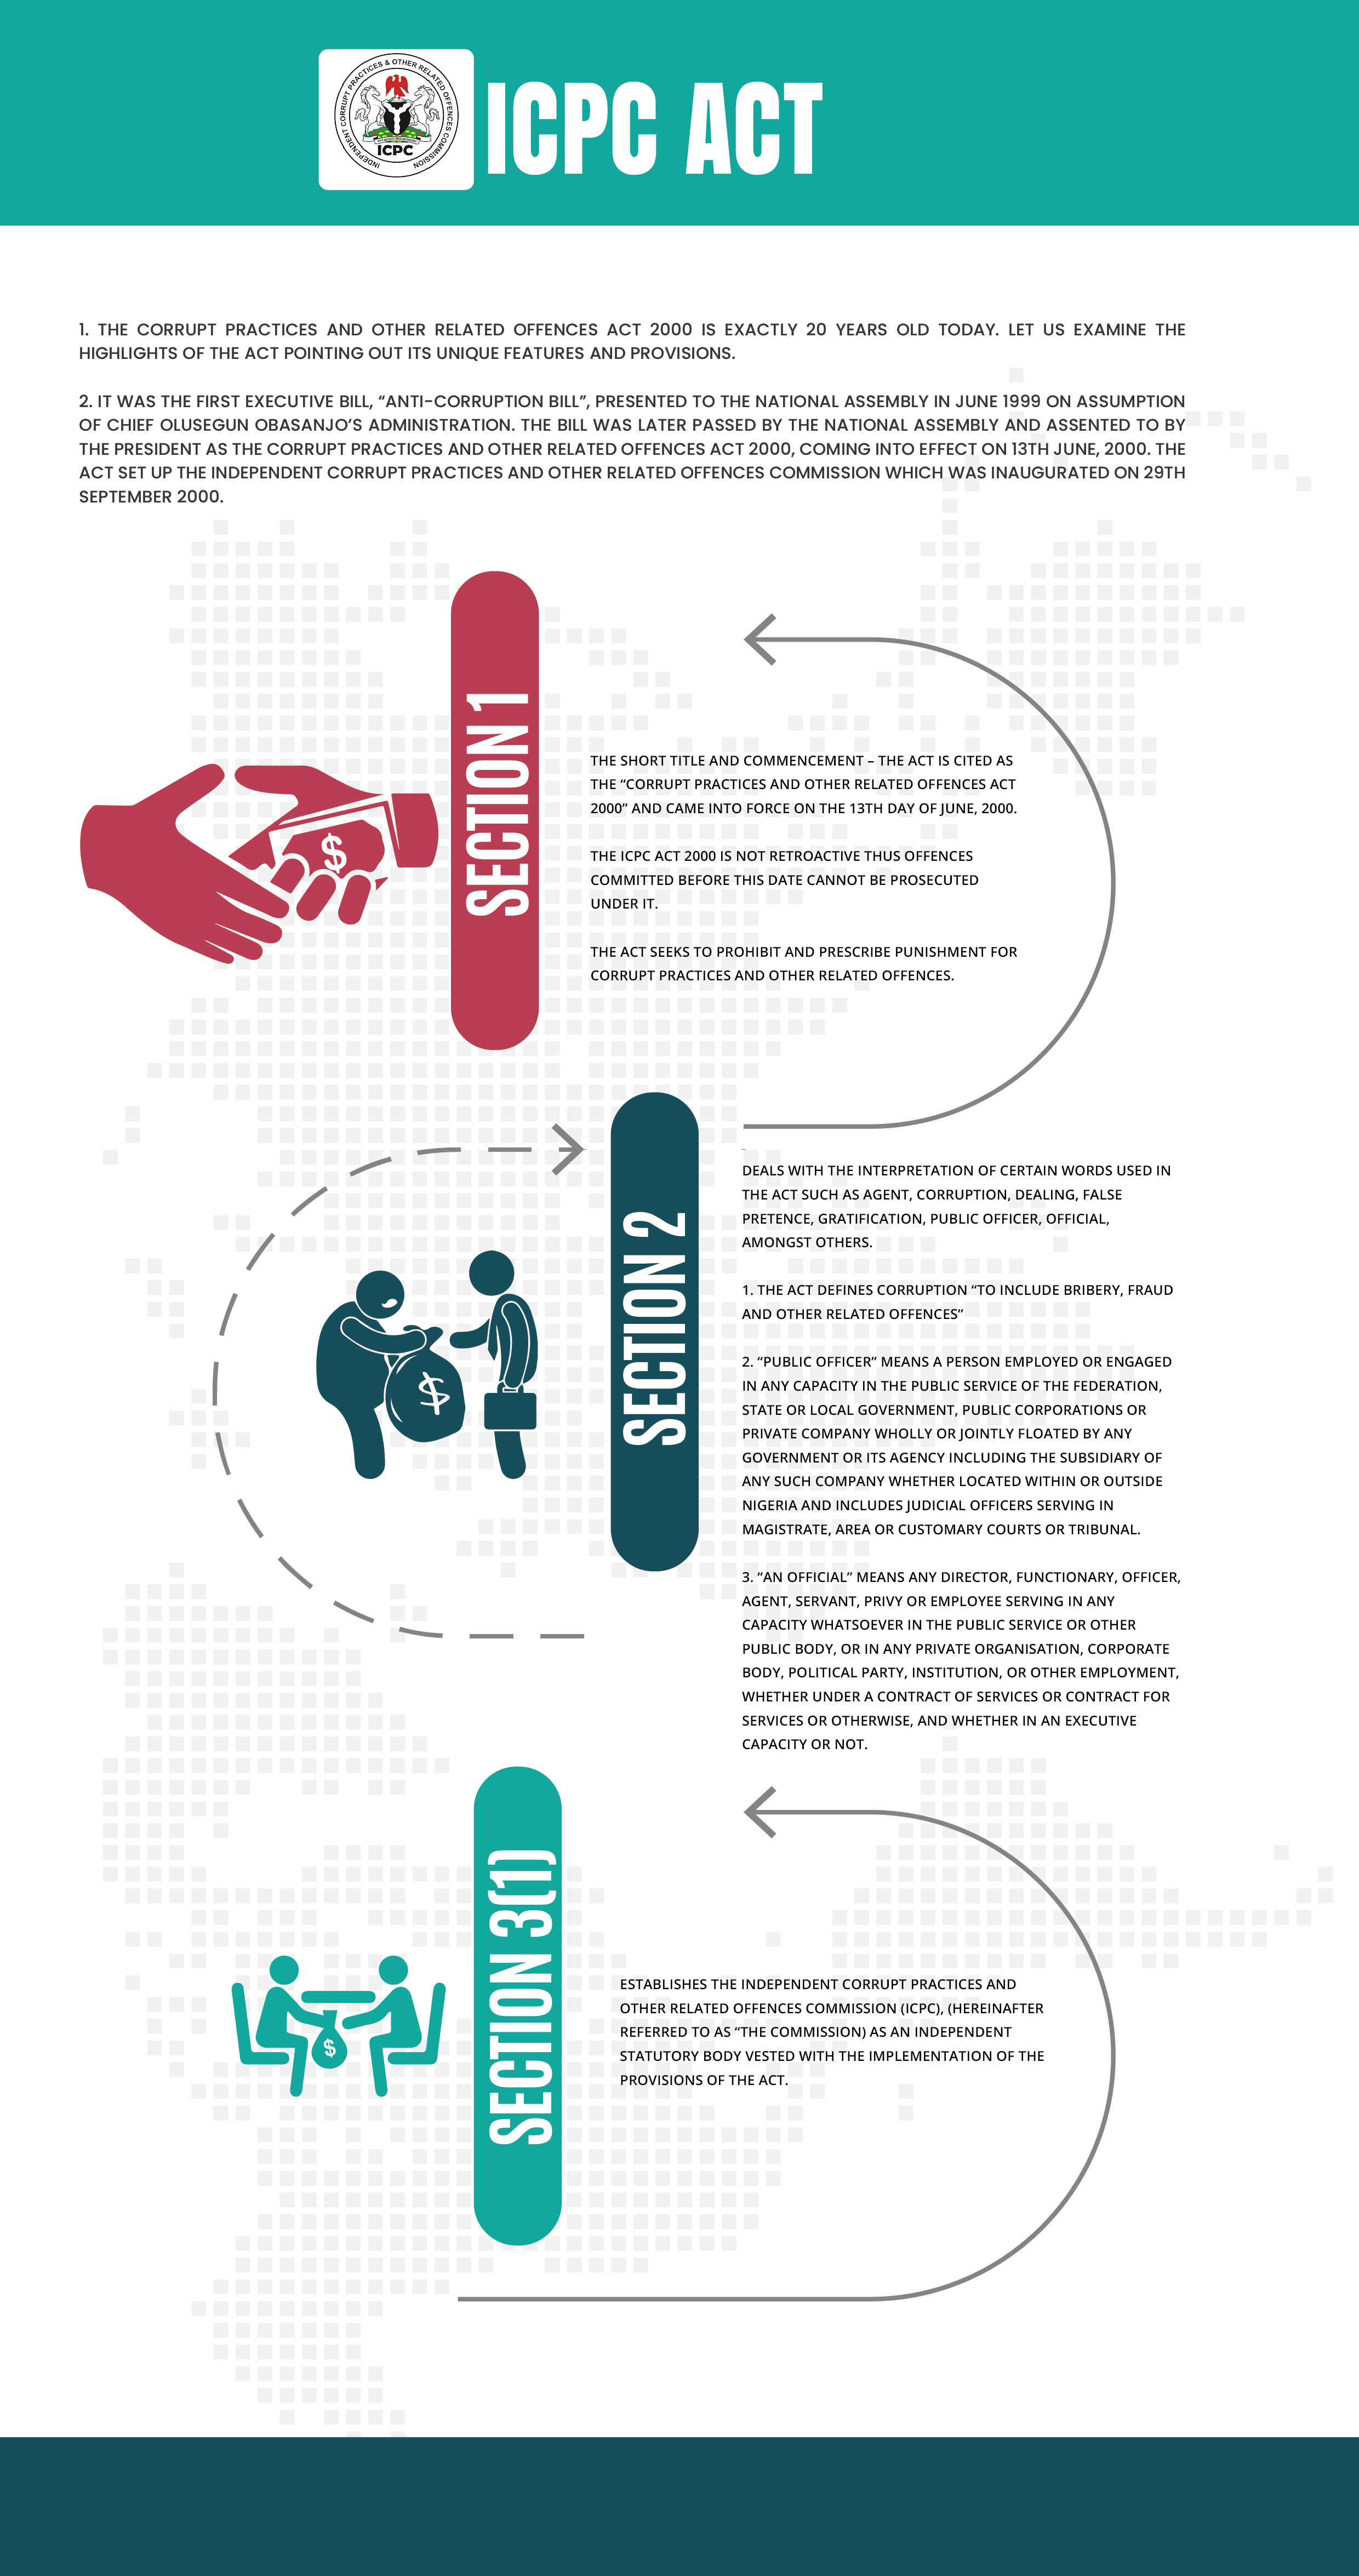 INDEPENDENT CORRUPT PRACTICES & OTHER RELATED OFFENCES COMMISSION
ICPC
ICPC ACT
1. THE CORRUPT PRACTICES AND OTHER RELATED OFFENCES ACT 2000 IS EXACTLY 20 YEARS OLD TODAY. LET US EXAMINE THE
HIGHLIGHTS OF THE ACT POINTING OUT ITS UNIQUE FEATURES AND PROVISIONS.
2. IT WAS THE FIRST EXECUTIVE BILL, “ANTI-CORRUPTION BILL”, PRESENTED TO THE NATIONAL ASSEMBLY IN JUNE 1999 ON ASSUMPTION
OF CHIEF OLUSEGUN OBASANJO’S ADMINISTRATION. THE BILL WAS LATER PASSED BY THE NATIONAL ASSEMBLY AND ASSENTED TO BY
THE PRESIDENT AS THE CORRUPT PRACTICES AND OTHER RELATED OFFENCES ACT 2000, COMING INTO EFFECT ON 13TH JUNE, 2000. THE
ACT SET UP THE INDEPENDENT CORRUPT PRACTICES AND OTHER RELATED OFFENCES COMMISSION WHICH WAS INAUGURATED ON 29TH
SEPTEMBER 2000.
SECTION 1
$
THE SHORT TITLE AND COMMENCEMENT – THE ACT IS CITED AS
THE “CORRUPT PRACTICES AND OTHER RELATED OFFENCES ACT
2000” AND CAME INTO FORCE ON THE 13TH DAY OF JUNE, 2000.
THE ICPC ACT 2000 IS NOT RETROACTIVE THUS OFFENCES
COMMITTED BEFORE THIS DATE CANNOT BE PROSECUTED
UNDER IT.
THE ACT SEEKS TO PROHIBIT AND PRESCRIBE PUNISHMENT FOR
CORRUPT PRACTICES AND OTHER RELATED OFFENCES.
SECTION 2
$
DEALS WITH THE INTERPRETATION OF CERTAIN WORDS USED IN
THE ACT SUCH AS AGENT, CORRUPTION, DEALING, FALSE
PRETENCE, GRATIFICATION, PUBLIC OFFICER, OFFICIAL,
AMONGST OTHERS.
1. THE ACT DEFINES CORRUPTION “TO INCLUDE BRIBERY, FRAUD
AND OTHER RELATED OFFENCES”
2. “PUBLIC OFFICER” MEANS A PERSON EMPLOYED OR ENGAGED
IN ANY CAPACITY IN THE PUBLIC SERVICE OF THE FEDERATION,
STATE OR LOCAL GOVERNMENT, PUBLIC CORPORATIONS OR
PRIVATE COMPANY WHOLLY OR JOINTLY FLOATED BY ANY
GOVERNMENT OR ITS AGENCY INCLUDING THE SUBSIDIARY OF
ANY SUCH COMPANY WHETHER LOCATED WITHIN OR OUTSIDE
NIGERIA AND INCLUDES JUDICIAL OFFICERS SERVING IN
MAGISTRATE, AREA OR CUSTOMARY COURTS OR TRIBUNAL.
3. “AN OFFICIAL” MEANS ANY DIRECTOR, FUNCTIONARY, OFFICER,
AGENT, SERVANT, PRIVY OR EMPLOYEE SERVING IN ANY
CAPACITY WHATSOEVER IN THE PUBLIC SERVICE OR OTHER
PUBLIC BODY, OR IN ANY PRIVATE ORGANISATION, CORPORATE
BODY, POLITICAL PARTY, INSTITUTION, OR OTHER EMPLOYMENT,
WHETHER UNDER A CONTRACT OF SERVICES OR CONTRACT FOR
SERVICES OR OTHERWISE, AND WHETHER IN AN EXECUTIVE
CAPACITY OR NOT.
SECTION 3(1)
$
ESTABLISHES THE INDEPENDENT CORRUPT PRACTICES AND
OTHER RELATED OFFENCES COMMISSION (ICPC), (HEREINAFTER
REFERRED TO AS “THE COMMISSION) AS AN INDEPENDENT
STATUTORY BODY VESTED WITH THE IMPLEMENTATION OF THE
PROVISIONS OF THE ACT.